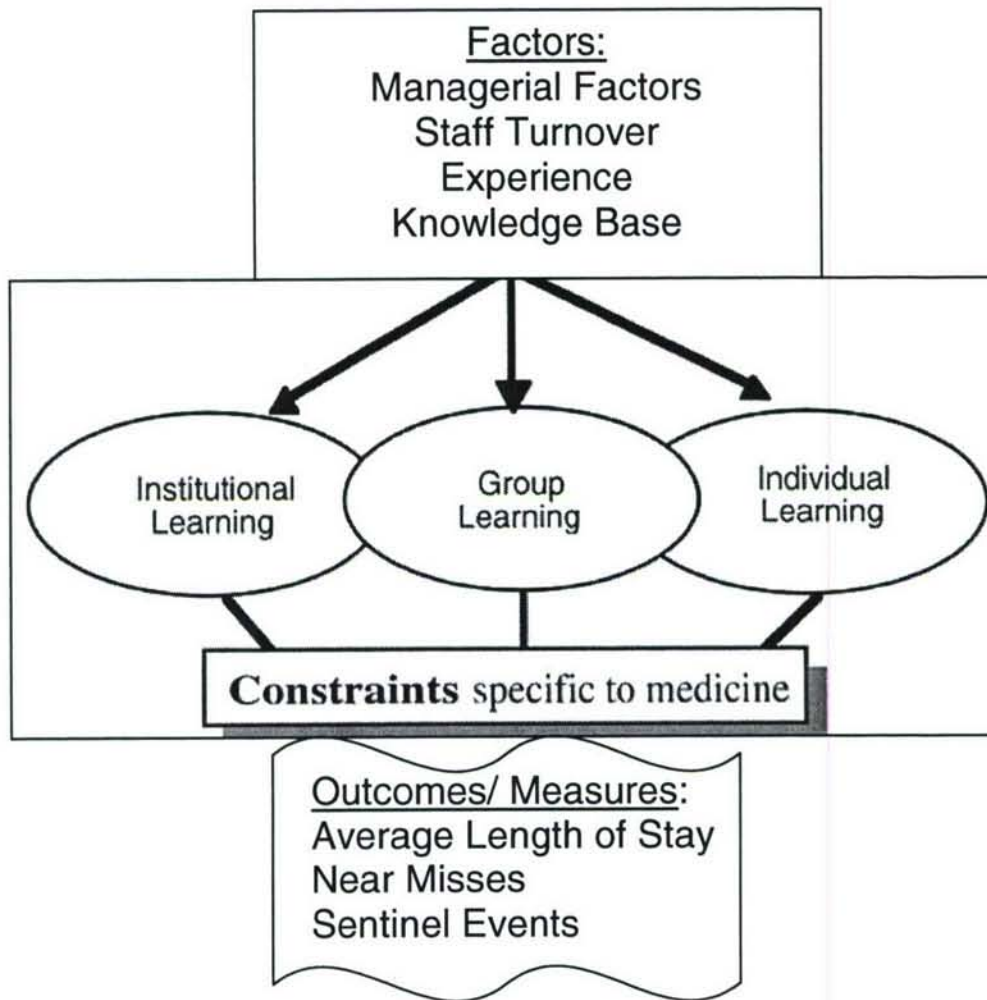 Factors:
Managerial Factors
Staff Turnover
Experience
Knowledge Base
Institutional
Learning
Group
Learning
Individual
Learning
Constraints specific to medicine
Outcomes/ Measures:
Average Length of Stay
Near Misses
Sentinel Events